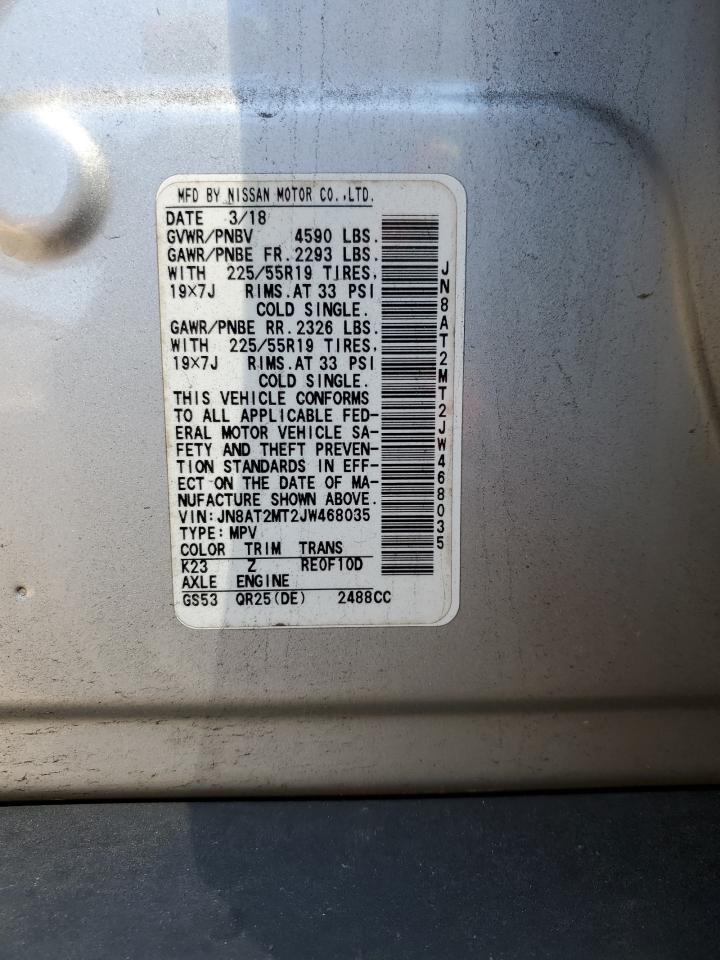 MFD BY NISSAN MOTOR CO.,LTD.
DATE 3/18
GVWR/PNBV 4590 LBS.
GAWR/PNBE FR.2293 LBS.
WITH 225/55R19 TIRES,
19×7J RIMS.AT 33 PSI
COLD SINGLE.
GAWR/PNBE RR.2326 LBS.
WITH 225/55R19 TIRES,
19×7J RIMS.AT 33 PSI
COLD SINGLE.
THIS VEHICLE CONFORMS
TO ALL APPLICABLE FED-
ERAL MOTOR VEHICLE SA-
FETY AND THEFT PREVEN-
TION STANDARDS IN EFF-
ECT ON THE DATE OF MA-
NUFACTURE SHOWN ABOVE.
VIN:JN8AT2MT2JW468035
TYPE:MPV
COLOR TRIM TRANS
K23 Z RE0F10D
AXLE ENGINE
GS53 QR25(DE) 2488CC
JN8AT2MT2JW468035